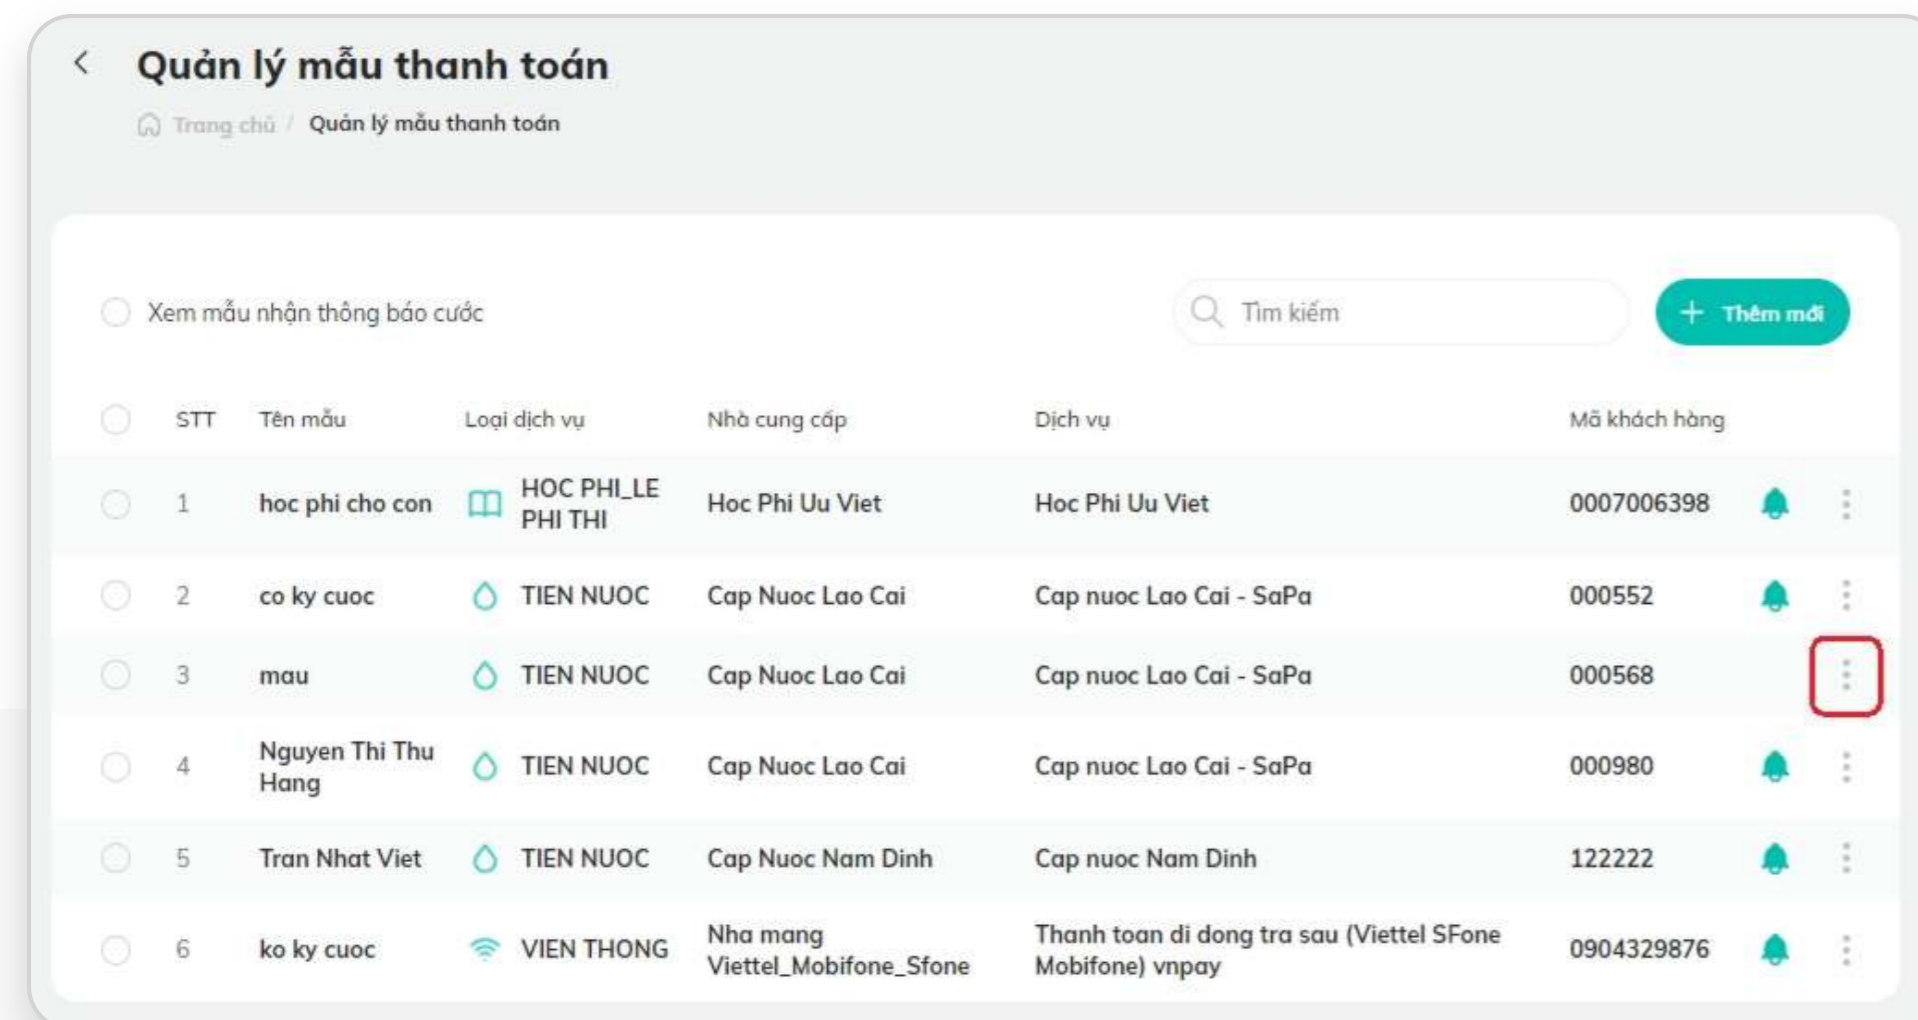 Quản lý mẫu thanh toán
Trang chủ / Quản lý mẫu thanh toán
Xem mẫu nhận thông báo cước
Tìm kiếm
+ Thêm mới
STT Tên mẫu Loại dịch vụ Nhà cung cấp Dịch vụ Mã khách hàng
1 hoc phi cho con HOC PHI_LE PHI THI Hoc Phi Uu Viet Hoc Phi Uu Viet 0007006398
2 co ky cuoc TIEN NUOC Cap Nuoc Lao Cai Cap nuoc Lao Cai - SaPa 000552
3 mau TIEN NUOC Cap Nuoc Lao Cai Cap nuoc Lao Cai - SaPa 000568
4 Nguyen Thi Thu Hang TIEN NUOC Cap Nuoc Lao Cai Cap nuoc Lao Cai - SaPa 000980
5 Tran Nhat Viet TIEN NUOC Cap Nuoc Nam Dinh Cap nuoc Nam Dinh 122222
6 ko ky cuoc VIEN THONG Nha mang Viettel_Mobifone_Sfone Thanh toan di dong tra sau (Viettel SFone Mobifone) vnpay 0904329876